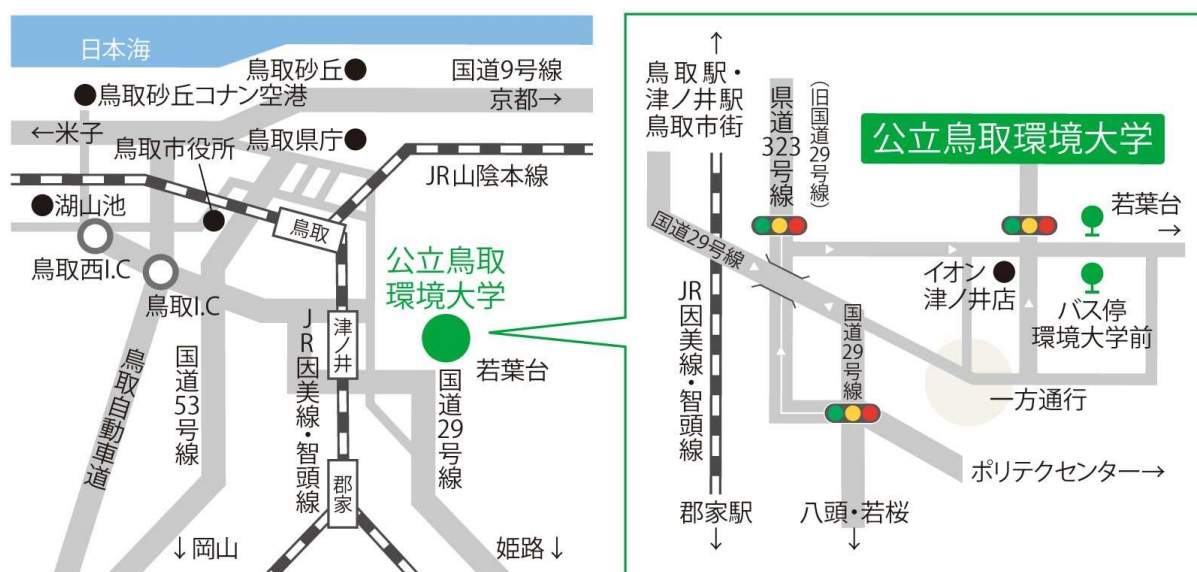 日本海
鳥取砂丘
国道9号線
京都→
鳥取砂丘コナン空港
←米子
鳥取市役所
鳥取県庁
JR山陰本線
湖山池
鳥取
鳥取西I.C
鳥取I.C
公立鳥取
環境大学
津ノ井
若葉台
鳥取自動車道
国道53号線
JR因美線・智頭線
国道29号線
郡家
↓岡山
姫路↓
↑
鳥取駅・
津ノ井駅
鳥取市街
県道323号線
(旧国道29号線)
公立鳥取環境大学
国道29号線
若葉台
→
イオン
津ノ井店
バス停
環境大学前
JR因美線・智頭線
国道29号線
一方通行
ポリテクセンター→
郡家駅
↓
八頭・若桜
↓